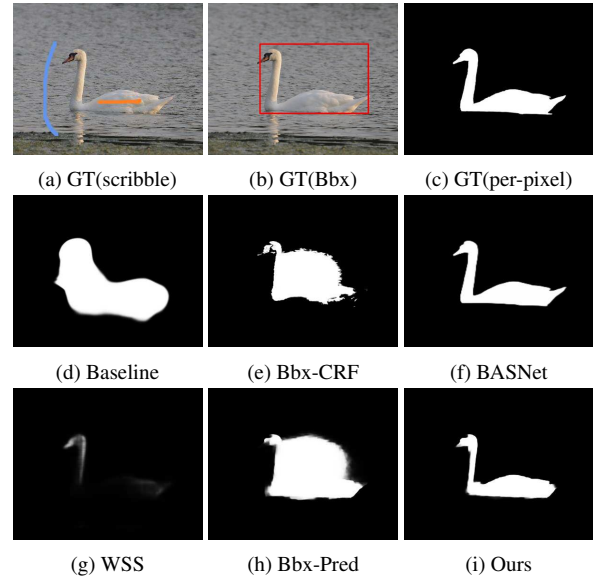 (a) GT(scribble) (b) GT(Bbx) (c) GT(per-pixel)
(d) Baseline (e) Bbx-CRF (f) BASNet
(g) WSS (h) Bbx-Pred (i) Ours